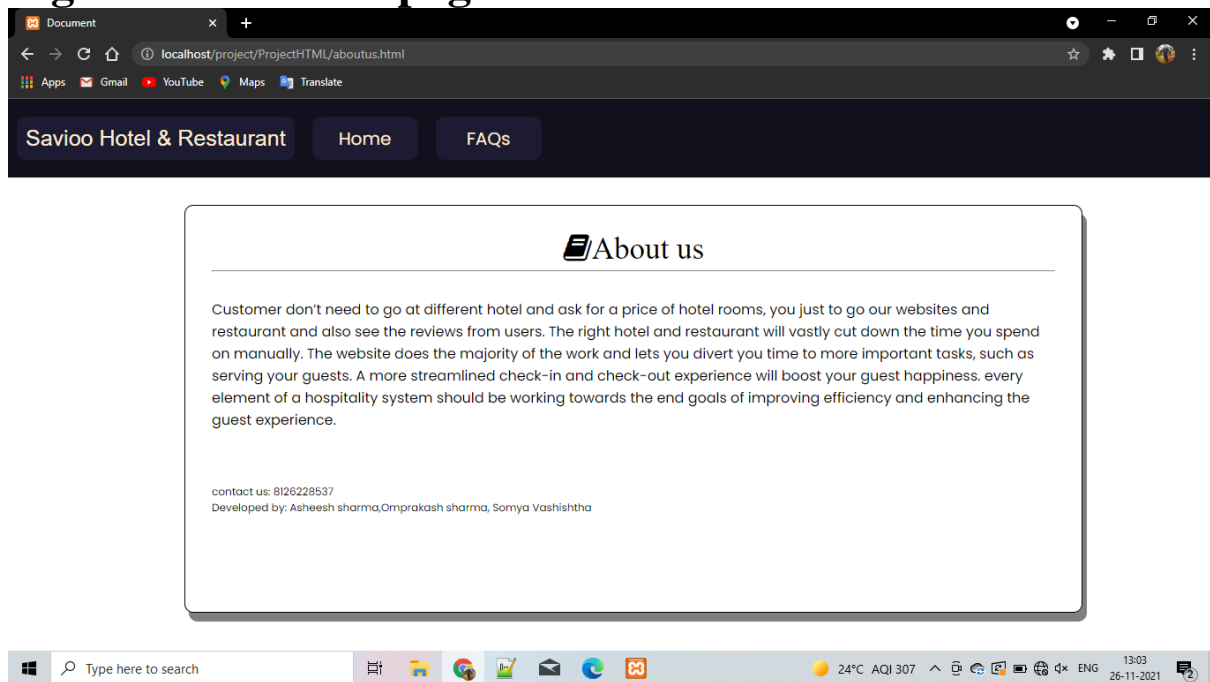 Document
localhost/project/ProjectHTML/aboutus.html
Apps Gmail YouTube Maps Translate
Savioo Hotel & Restaurant Home FAQs
About us
Customer don't need to go at different hotel and ask for a price of hotel rooms, you just to go our websites and
restaurant and also see the reviews from users. The right hotel and restaurant will vastly cut down the time you spend
on manually. The website does the majority of the work and lets you divert you time to more important tasks, such as
serving your guests. A more streamlined check-in and check-out experience will boost your guest happiness. every
element of a hospitality system should be working towards the end goals of improving efficiency and enhancing the
guest experience.
contact us: 8126228537
Developed by: Asheesh sharma,Omprakash sharma, Somya Vashishtha
Type here to search 24°C AQI 307 ENG 13:03
26-11-2021 2